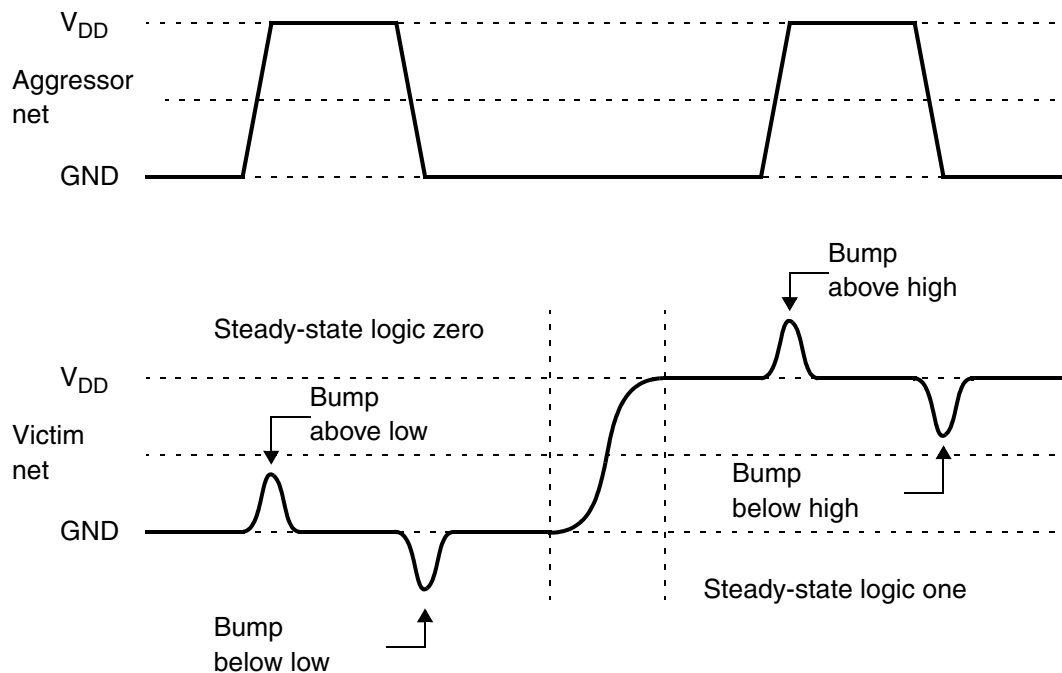 VDD
Aggressor
net
GND
Bump
above high
Steady-state logic zero
VDD
Bump
above low
Victim
net
Bump
below high
GND
Steady-state logic one
Bump
below low